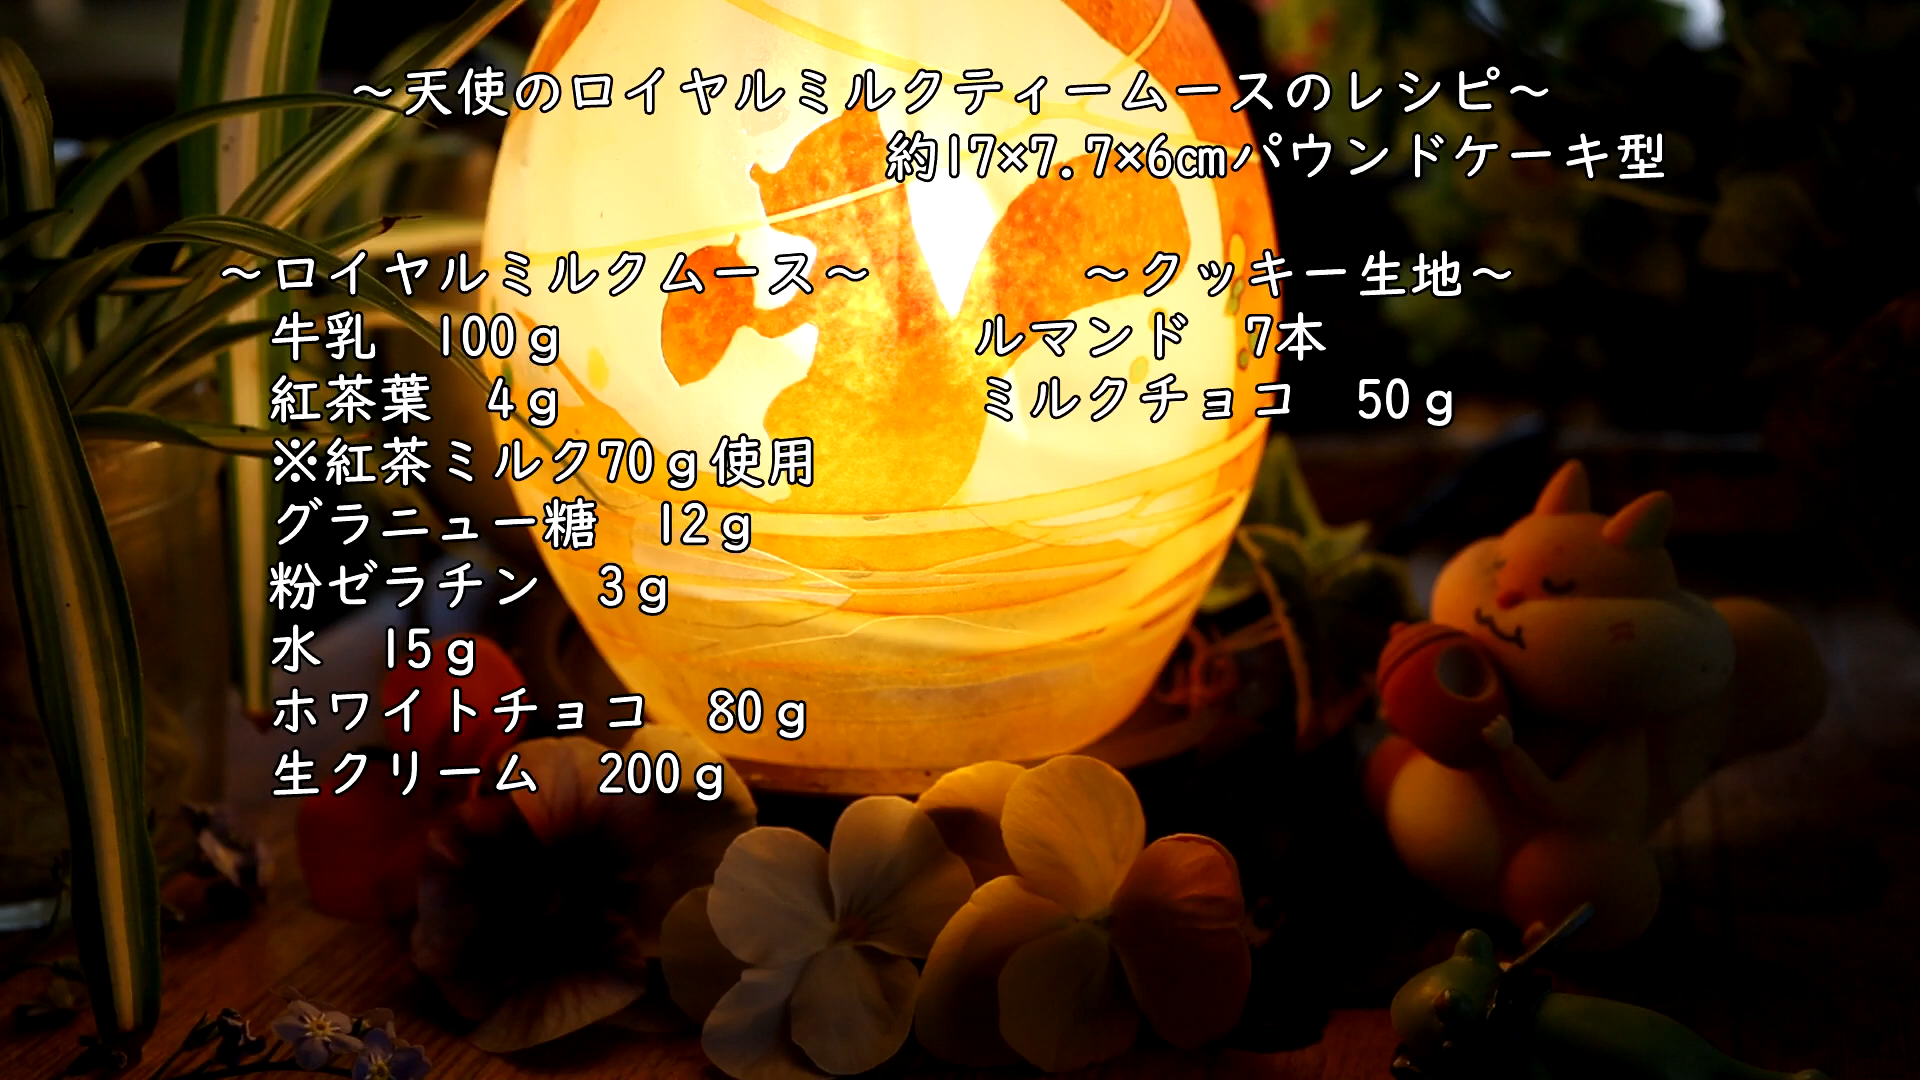 ～天使のロイヤルミルクティームースのレシピ～
約17×7.7×6㎝パウンドケーキ型
～ロイヤルミルクムース～
牛乳　100ｇ
紅茶葉　4ｇ
※紅茶ミルク70ｇ使用
グラニュー糖　12ｇ
粉ゼラチン　3ｇ
水　15ｇ
ホワイトチョコ　80ｇ
生クリーム　200ｇ
～クッキー生地～
ルマンド　7本
ミルクチョコ　50ｇ